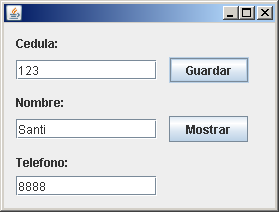 Cedula:
123
Guardar
Nombre:
Santi
Mostrar
Telefono:
8888